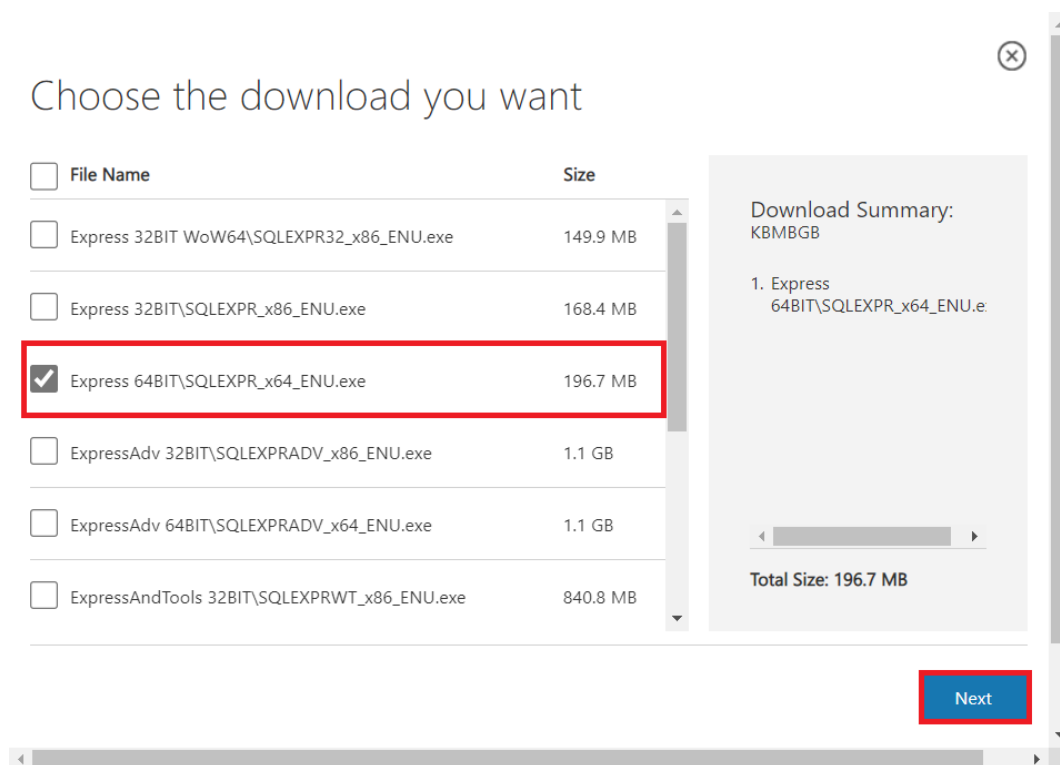 Choose the download you want
File Name Size
Express 32BIT WoW64\SQLEXPR32_x86_ENU.exe 149.9 MB
Express 32BIT\SQLEXPR_x86_ENU.exe 168.4 MB
Express 64BIT\SQLEXPR_x64_ENU.exe 196.7 MB
ExpressAdv 32BIT\SQLEXPRADV_x86_ENU.exe 1.1 GB
ExpressAdv 64BIT\SQLEXPRADV_x64_ENU.exe 1.1 GB
ExpressAndTools 32BIT\SQLEXPRWT_x86_ENU.exe 840.8 MB
Download Summary:
KBMBGB
1. Express
64BIT\SQLEXPR_x64_ENU.e
Total Size: 196.7 MB
Next